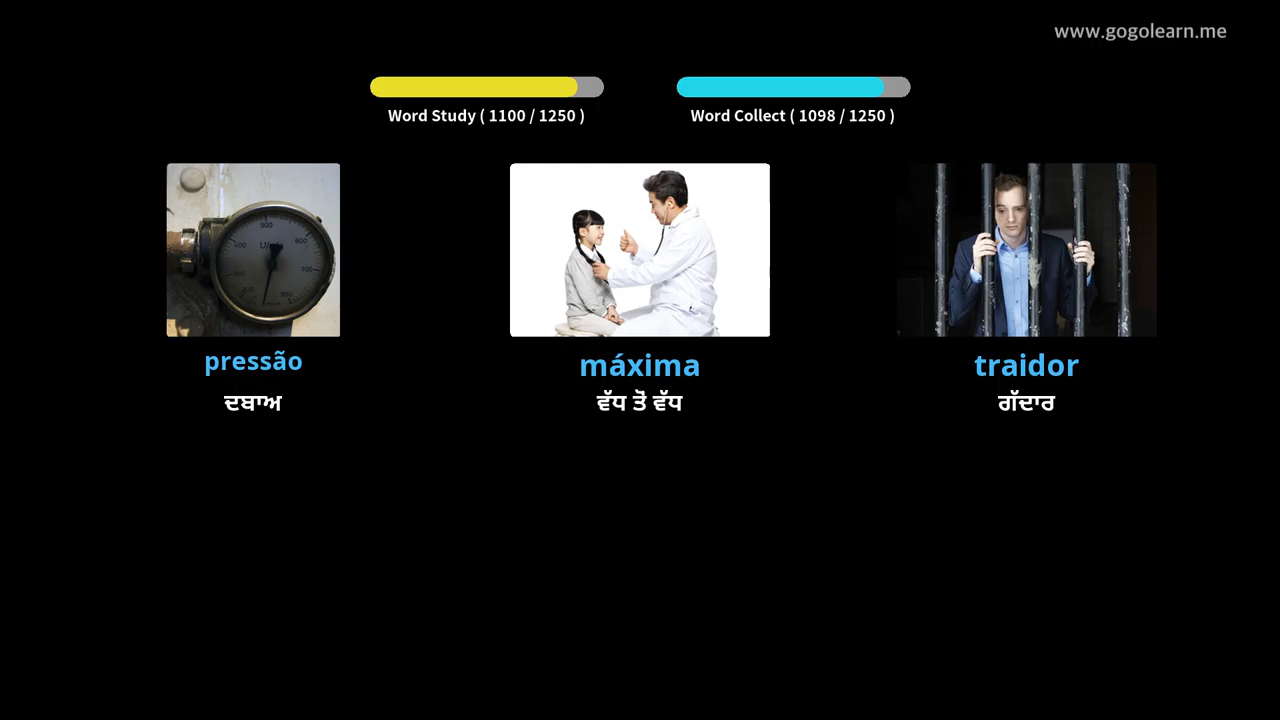 www.gogolearn.me
Word Study ( 1100 / 1250 )
Word Collect ( 1098 / 1250 )
pressão
máxima
traidor
ਦਬਾਅ
ਵੱਧ ਤੋਂ ਵੱਧ
ਗੱਦਾਰ